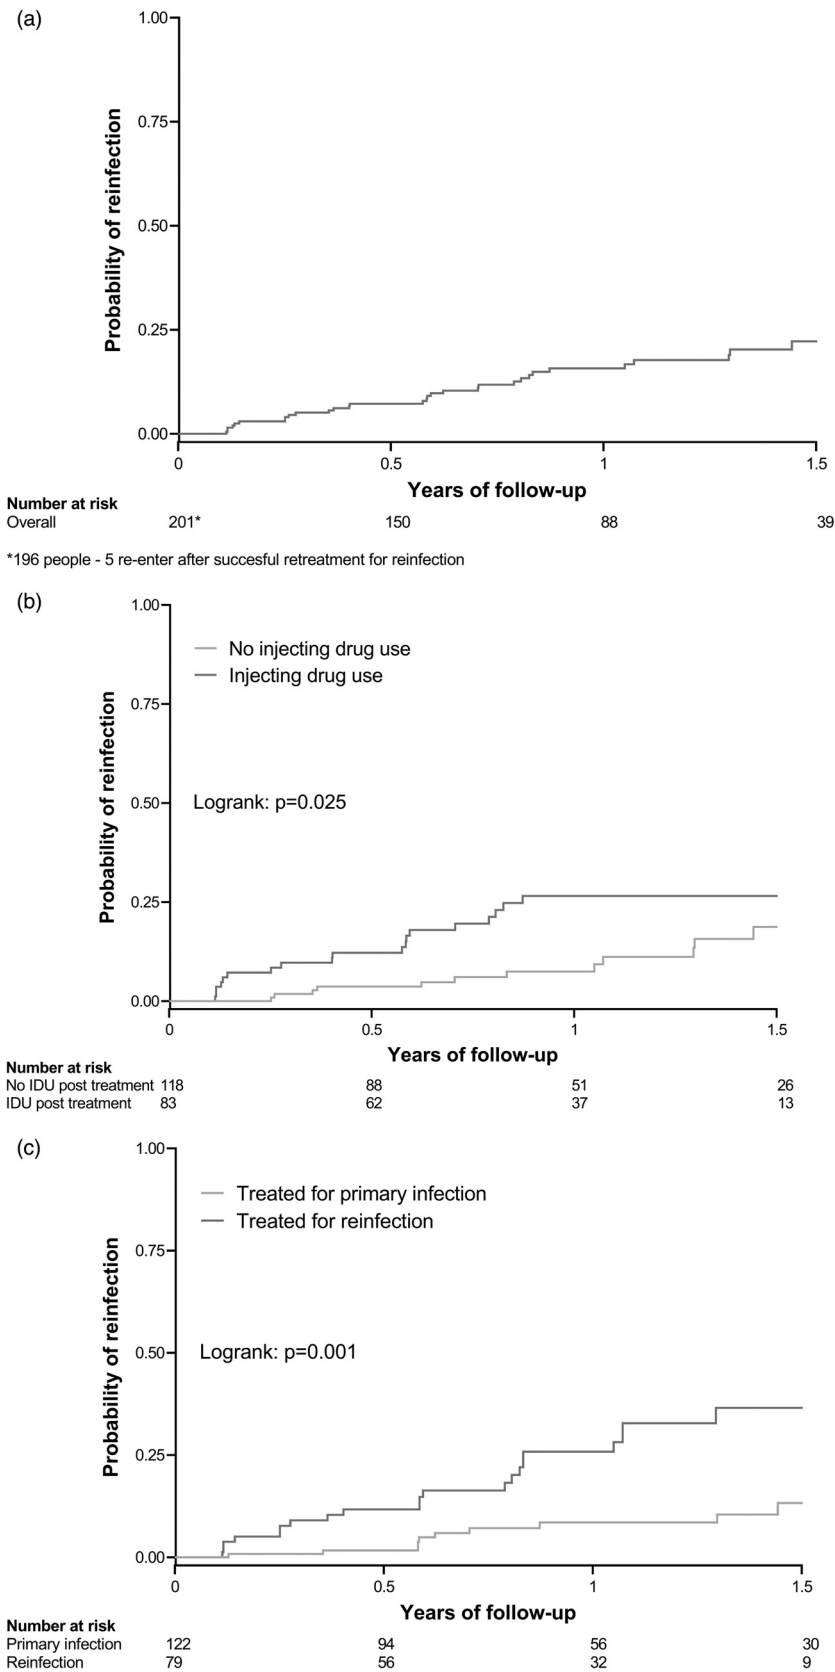 (a)
1.00
0.75
0.50
0.25
0.00
Probability of reinfection
0 0.5 1 1.5
Years of follow-up
Number at risk
Overall 201* 150 88 39
*196 people - 5 re-enter after succesful retreatment for reinfection
(b)
1.00
No injecting drug use
Injecting drug use
0.75
0.50
Logrank: p=0.025
0.25
0.00
Probability of reinfection
0 0.5 1 1.5
Years of follow-up
Number at risk
No IDU post treatment 118 88 51 26
IDU post treatment 83 62 37 13
(c)
1.00
Treated for primary infection
Treated for reinfection
0.75
0.50
Logrank: p=0.001
0.25
0.00
Probability of reinfection
0 0.5 1 1.5
Years of follow-up
Number at risk
Primary infection 122 94 56 30
Reinfection 79 56 32 9